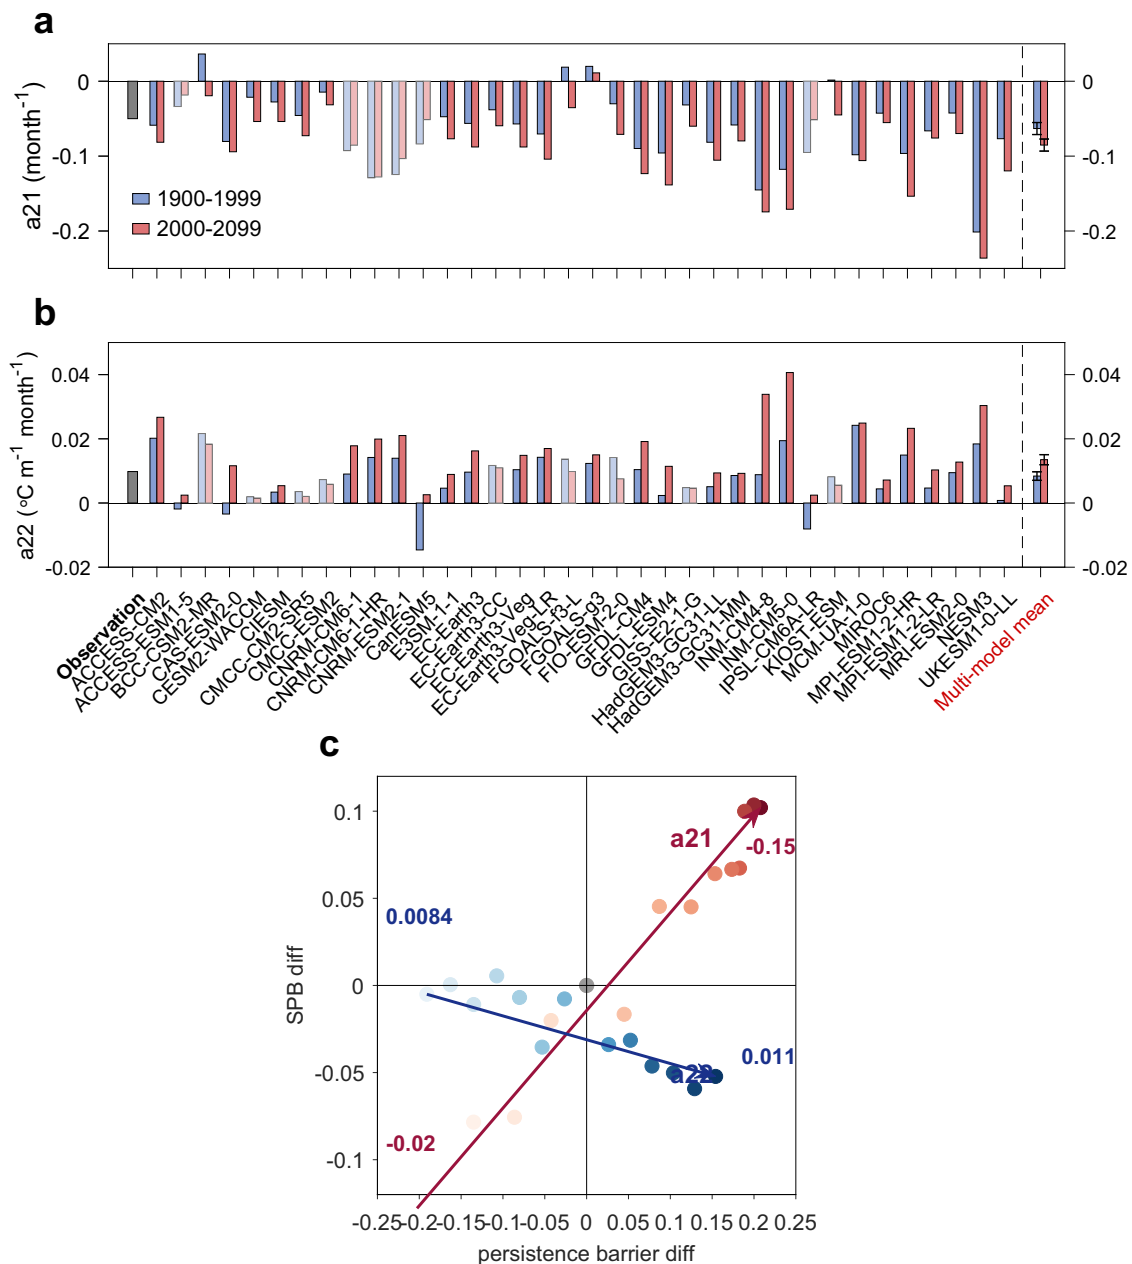 a
a21 (month⁻¹)
0
-0.1
-0.2
0
-0.1
-0.2
1900-1999
2000-2099
b
a22 (°C m⁻¹ month⁻¹)
0.04
0.02
0
-0.02
0.04
0.02
0
-0.02
Observation
ACCESS-CM2
ACCESS-ESM1-5
BCC-CSM2-MR
CAS-ESM2-0
CESM2-WACCM
CIESM
CMCC-CM2-SR5
CMCC-ESM2
CNRM-CM6-1
CNRM-CM6-1-HR
CNRM-ESM2-1
CanESM5
E3SM-1-1
EC-Earth3
EC-Earth3-CC
EC-Earth3-Veg
EC-Earth3-Veg-LR
FGOALS-f3-L
FGOALS-g3
FIO-ESM-2-0
GFDL-CM4
GFDL-ESM4
GISS-E2-1-G
HadGEM3-GC31-LL
HadGEM3-GC31-MM
INM-CM4-8
INM-CM5-0
IPSL-CM6A-LR
KIOST-ESM
MCM-UA-1-0
MIROC6
MPI-ESM1-2-HR
MPI-ESM1-2-LR
MRI-ESM2-0
NESM3
UKESM1-0-LL
Multi-model mean
c
SPB diff
0.1
0.05
0
-0.05
-0.1
a21
-0.15
0.0084
0.011
a22
-0.02
-0.25 -0.2 -0.15 -0.1 -0.05 0 0.05 0.1 0.15 0.2 0.25
persistence barrier diff